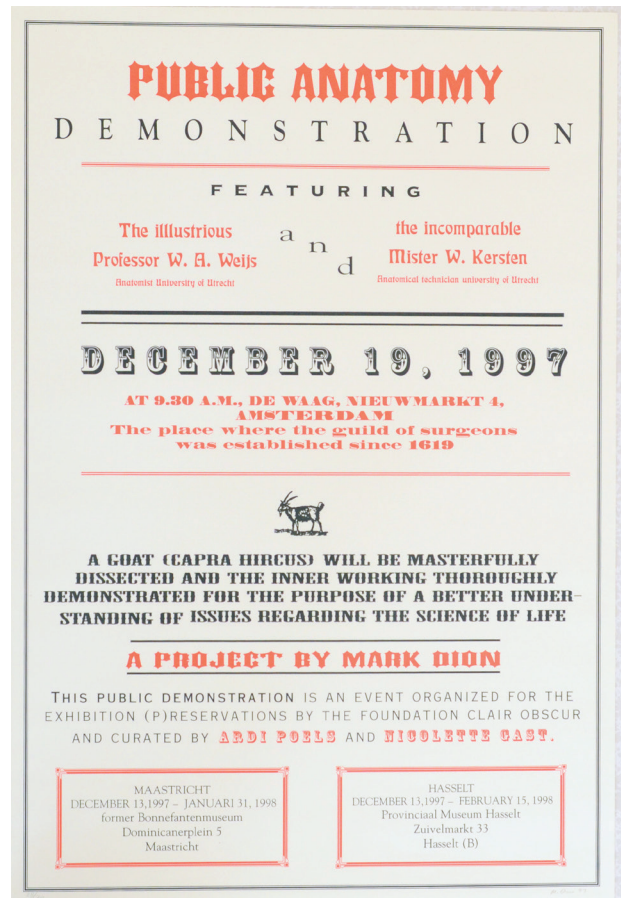 PUBLIC ANATOMY
DEMONSTRATION
FEATURING
The illlustrious
Professor W. A. Weijs
Anatomist University of Utrecht
and
the incomparable
Mister W. Kersten
Anatomical technician university of Utrecht
DECEMBER 19, 1997
AT 9.30 A.M., DE WAAG, NIEUWMARKT 4,
AMSTERDAM
The place where the guild of surgeons
was established since 1619
A GOAT (CAPRA HIRCUS) WILL BE MASTERFULLY
DISSECTED AND THE INNER WORKING THOROUGHLY
DEMONSTRATED FOR THE PURPOSE OF A BETTER UNDER-
STANDING OF ISSUES REGARDING THE SCIENCE OF LIFE
A PROJECT BY MARK DION
THIS PUBLIC DEMONSTRATION IS AN EVENT ORGANIZED FOR THE
EXHIBITION (P)RESERVATIONS BY THE FOUNDATION CLAIR OBSCUR
AND CURATED BY ARDI POELS AND NICOLETTE GAST.
MAASTRICHT
DECEMBER 13,1997 – JANUARI 31, 1998
former Bonnefantenmuseum
Dominicanerplein 5
Maastricht
HASSELT
DECEMBER 13,1997 – FEBRUARY 15, 1998
Provinciaal Museum Hasselt
Zuivelmarkt 33
Hasselt (B)